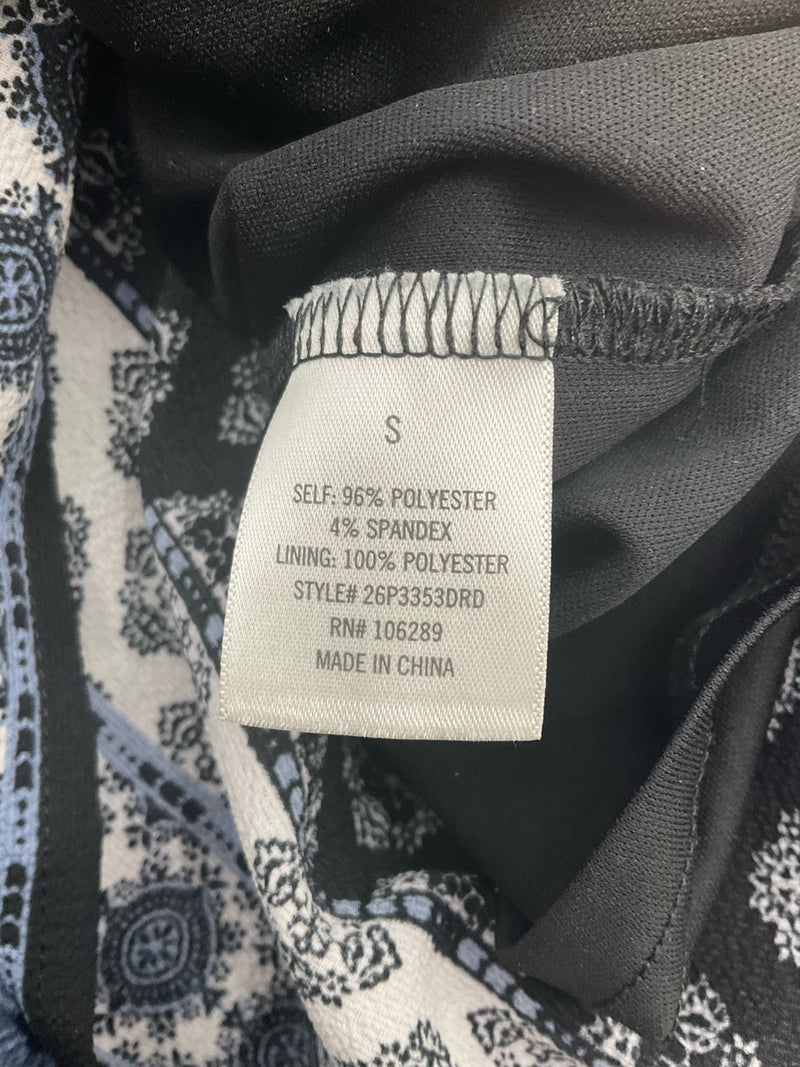 S
SELF: 96% POLYESTER
4% SPANDEX
LINING: 100% POLYESTER
STYLE# 26P3353DRD
RN# 106289
MADE IN CHINA